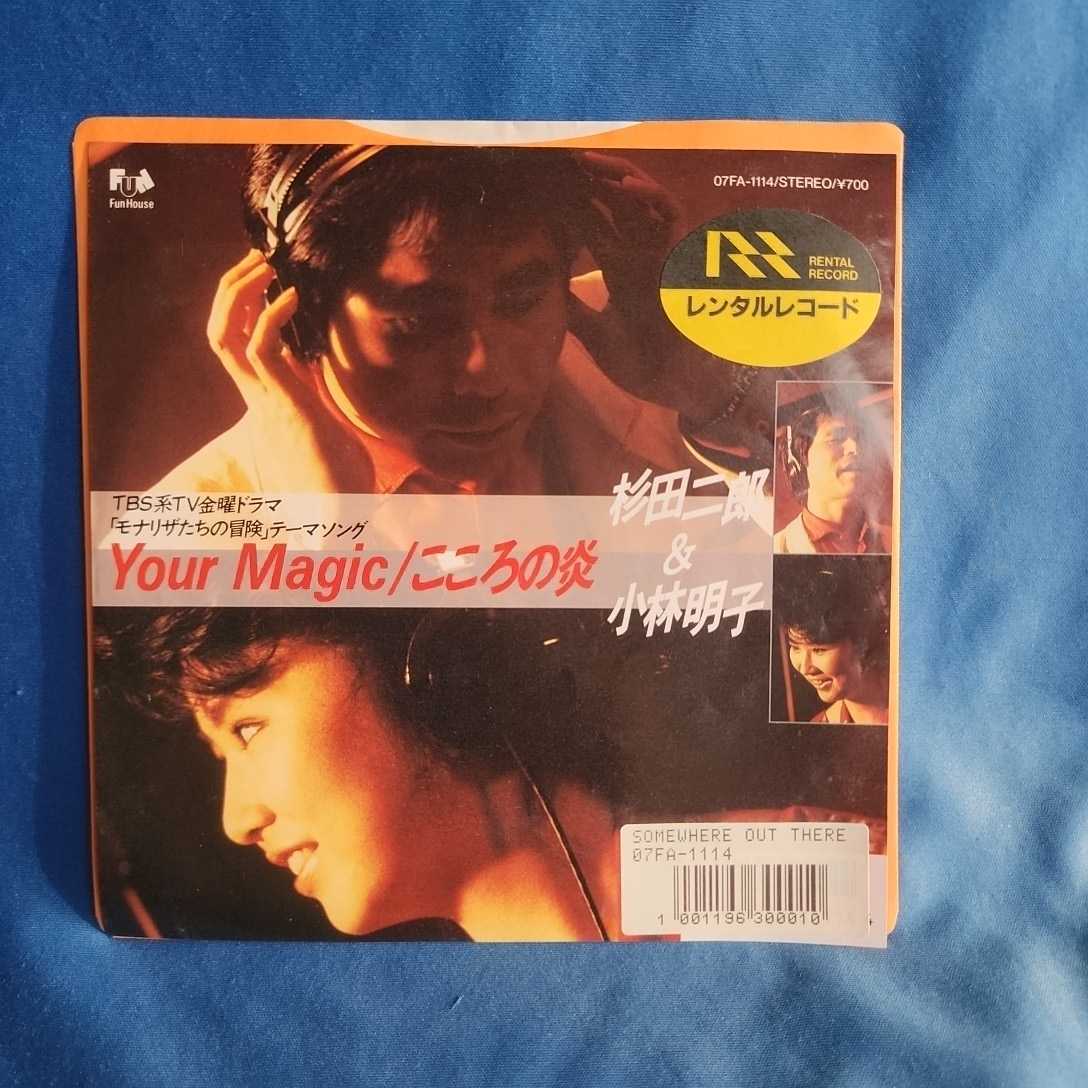 FUN
Fun House
07FA-1114/STEREO/¥700
RENTAL
RECORD
レンタルレコード
TBS系TV金曜ドラマ
「モナリザたちの冒険」テーマソング
Your Magic/こころの炎
杉田二郎
&
小林明子
SOMEWHERE OUT THERE
07FA-1114
1 001196 300010